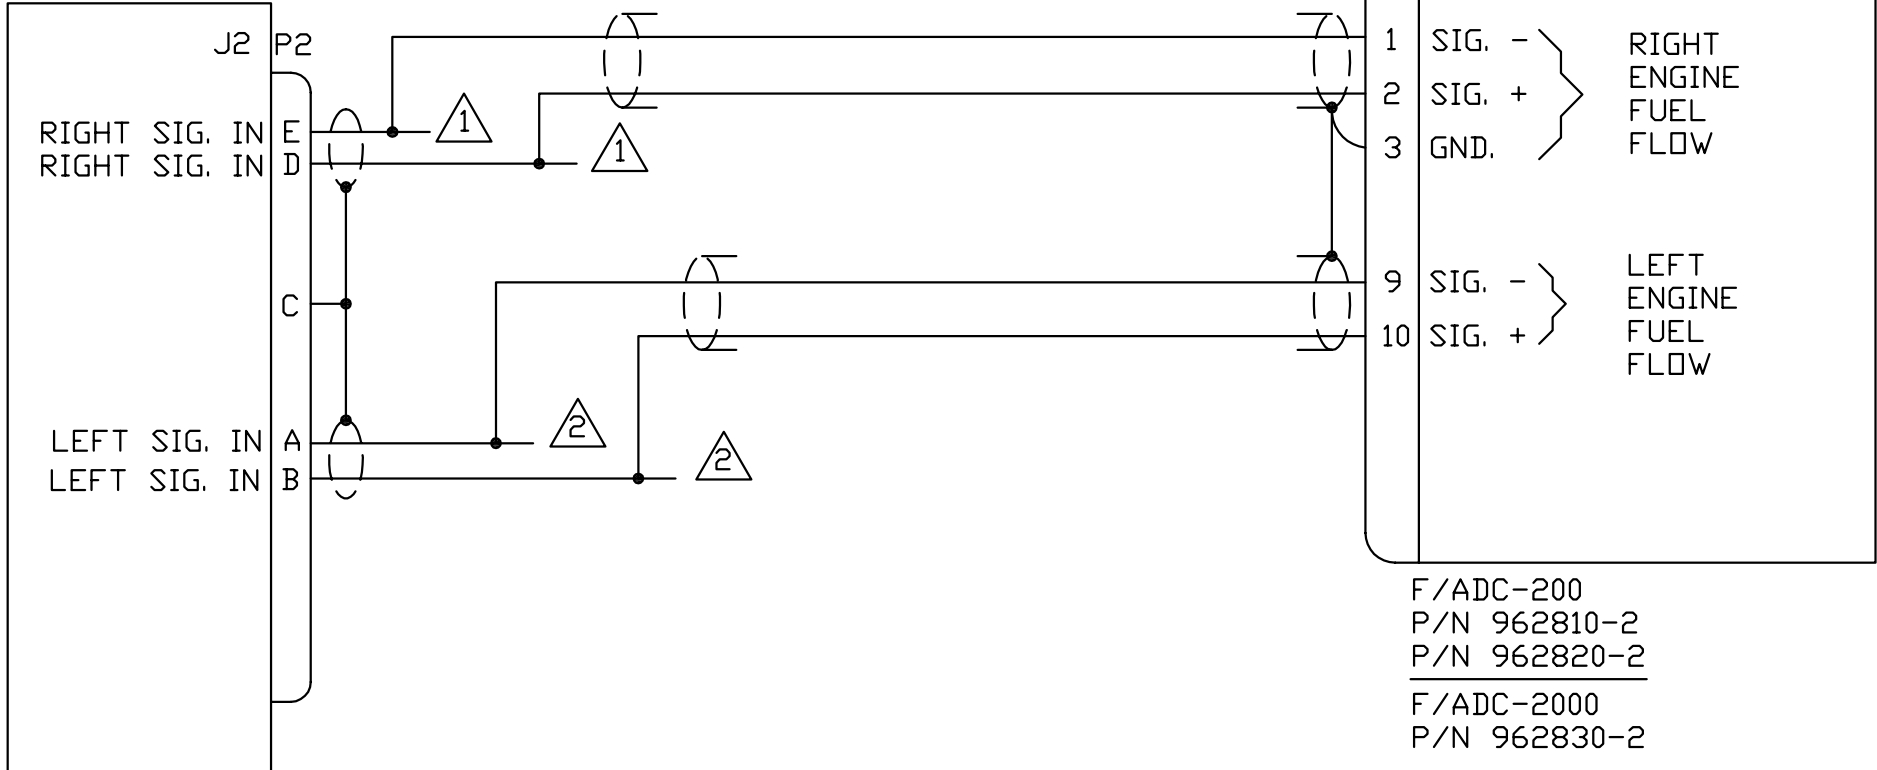 J2 P2
RIGHT SIG. IN E
RIGHT SIG. IN D
C
LEFT SIG. IN A
LEFT SIG. IN B
1
1
2
2
1 SIG. -
2 SIG. +
3 GND.
RIGHT
ENGINE
FUEL
FLOW
9 SIG. -
10 SIG. +
LEFT
ENGINE
FUEL
FLOW
F/ADC-200
P/N 962810-2
P/N 962820-2
F/ADC-2000
P/N 962830-2